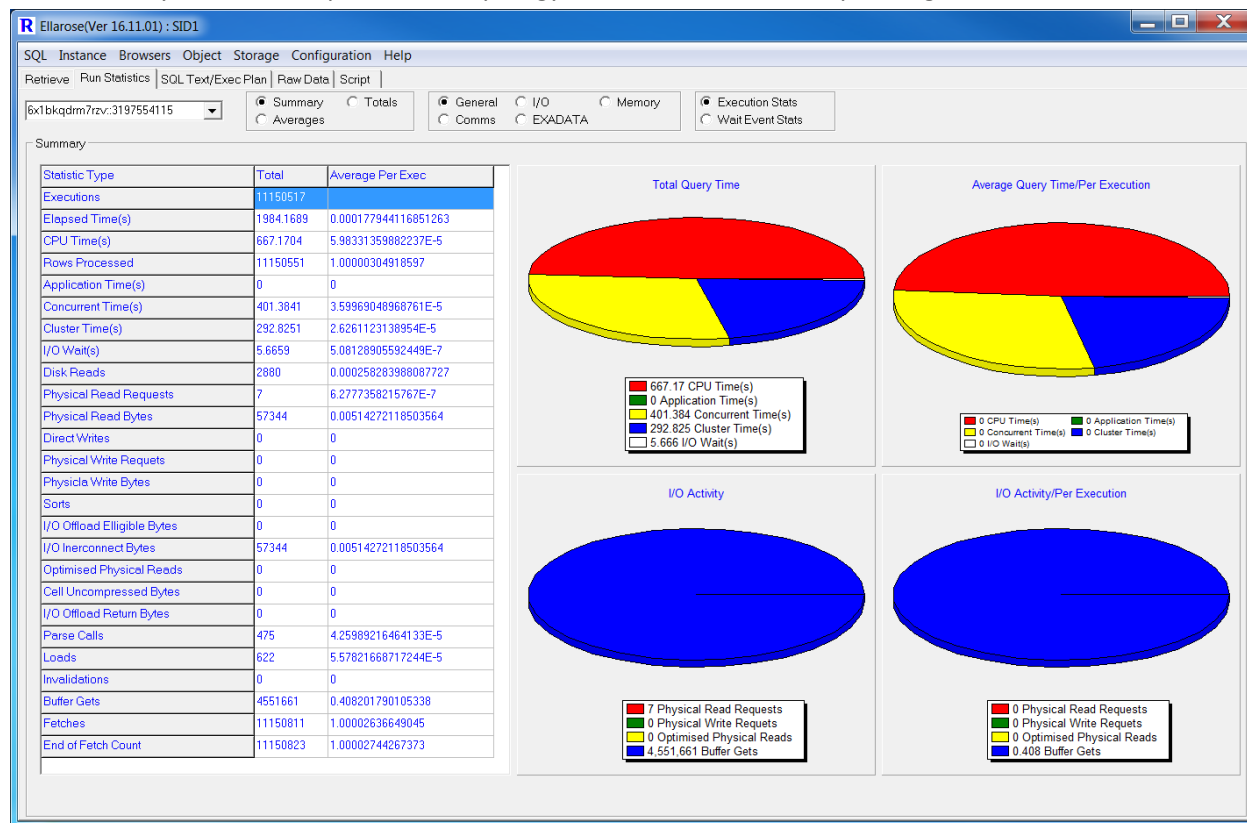 R Ellarose(Ver 16.11.01) : SID1
SQL Instance Browsers Object Storage Configuration Help
Retrieve Run Statistics SQL Text/Exec Plan Raw Data Script
6x1bkqdrm7rzv::3197554115
Summary Totals General I/O Memory Execution Stats
Averages Comms EXADATA Wait Event Stats
Summary
Statistic Type Total Average Per Exec
Executions 11150517
Elapsed Time(s) 1984.1689 0.000177944116851263
CPU Time(s) 667.1704 5.98331359882237E-5
Rows Processed 11150551 1.00000304918597
Application Time(s) 0 0
Concurrent Time(s) 401.3841 3.59969048968761E-5
Cluster Time(s) 292.8251 2.6261123138954E-5
I/O Wait(s) 5.6659 5.08128905592449E-7
Disk Reads 2880 0.000258283988087727
Physical Read Requests 7 6.2777358215767E-7
Physical Read Bytes 57344 0.00514272118503564
Direct Writes 0 0
Physical Write Requets 0 0
Physicla Write Bytes 0 0
Sorts 0 0
I/O Offload Elligible Bytes 0 0
I/O Inerconnect Bytes 57344 0.00514272118503564
Optimised Physical Reads 0 0
Cell Uncompressed Bytes 0 0
I/O Offload Return Bytes 0 0
Parse Calls 475 4.25989216464133E-5
Loads 622 5.57821668717244E-5
Invalidations 0 0
Buffer Gets 4551661 0.408201790105338
Fetches 11150811 1.00002636649045
End of Fetch Count 11150823 1.00002744267373
Total Query Time
667.17 CPU Time(s)
0 Application Time(s)
401.384 Concurrent Time(s)
292.825 Cluster Time(s)
5.666 I/O Wait(s)
Average Query Time/Per Execution
0 CPU Time(s) 0 Application Time(s)
0 Concurrent Time(s) 0 Cluster Time(s)
0 I/O Wait(s)
I/O Activity
7 Physical Read Requests
0 Physical Write Requets
0 Optimised Physical Reads
4,551,661 Buffer Gets
I/O Activity/Per Execution
0 Physical Read Requests
0 Physical Write Requets
0 Optimised Physical Reads
0.408 Buffer Gets